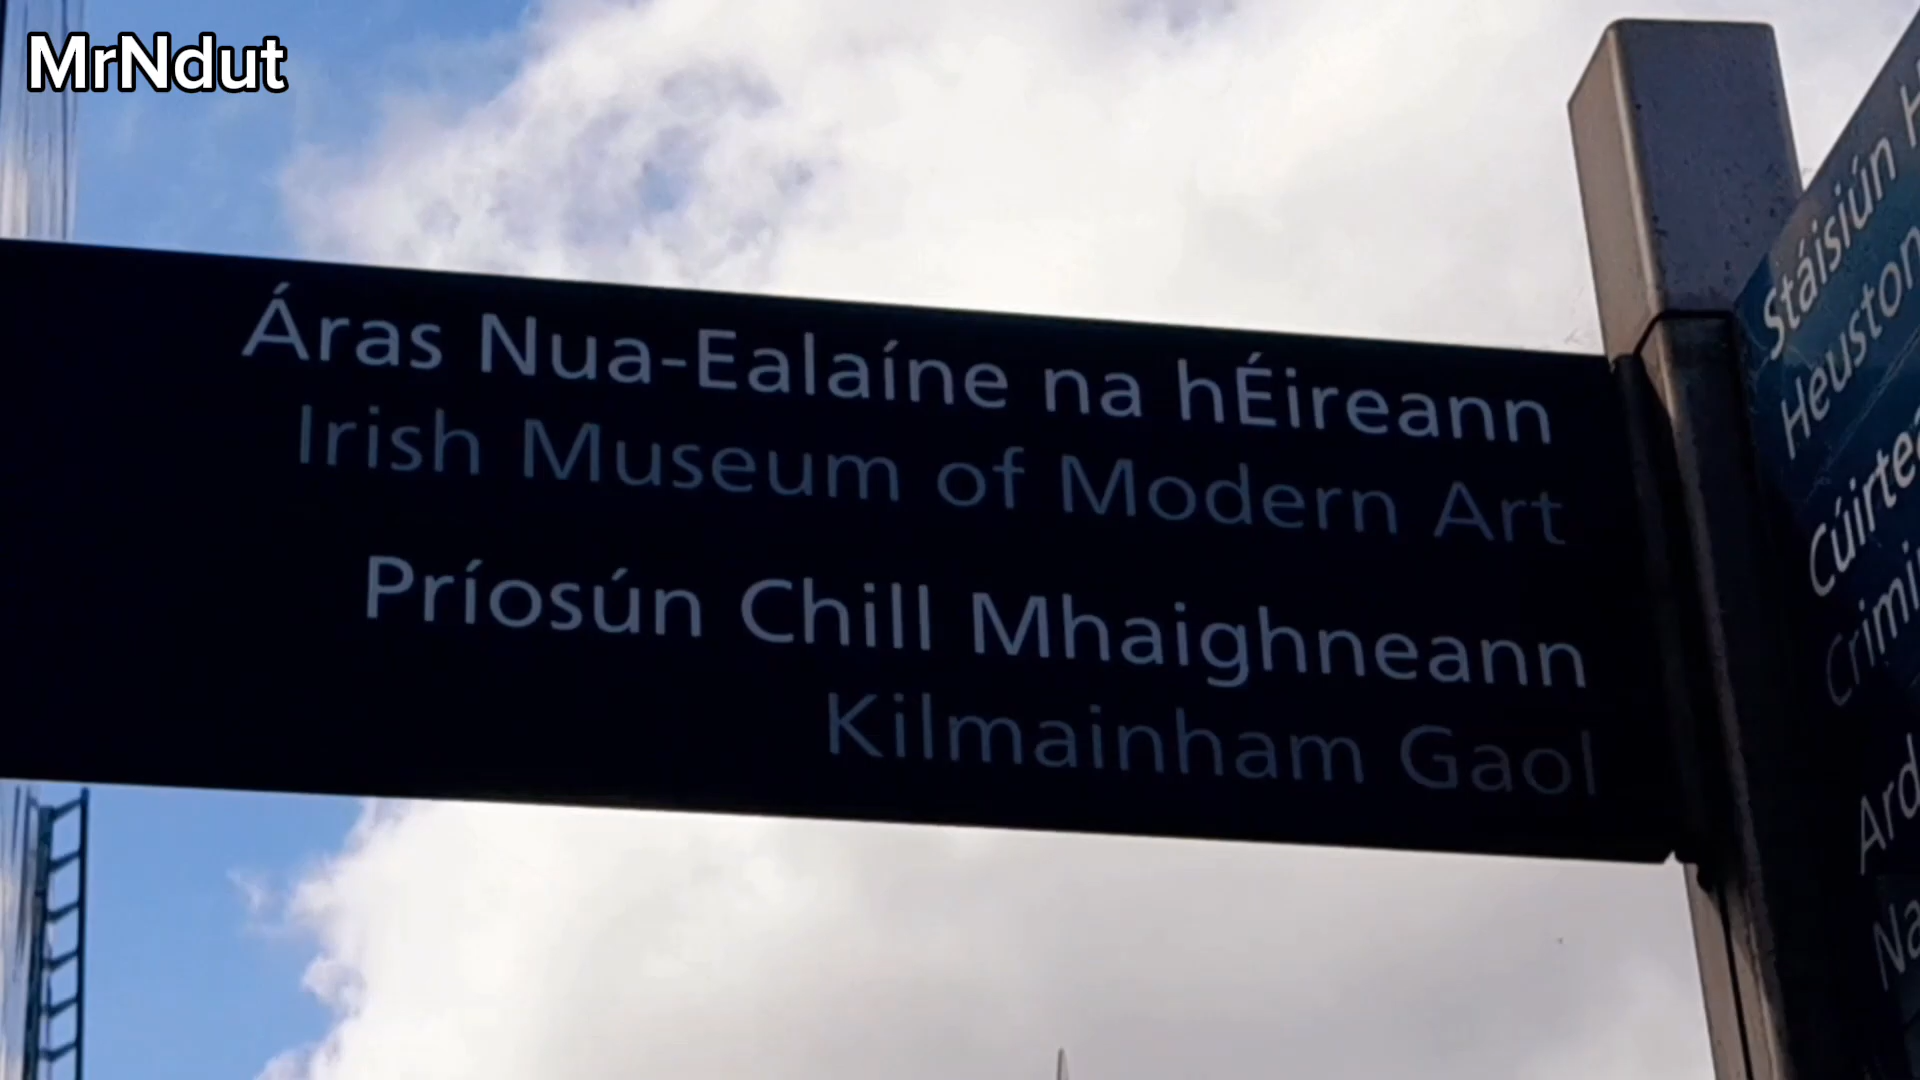 MrNdut
Áras Nua-Ealaíne na hÉireann
Irish Museum of Modern Art
Príosún Chill Mhaighneann
Kilmainham Gaol
Stáisiún
Heuston